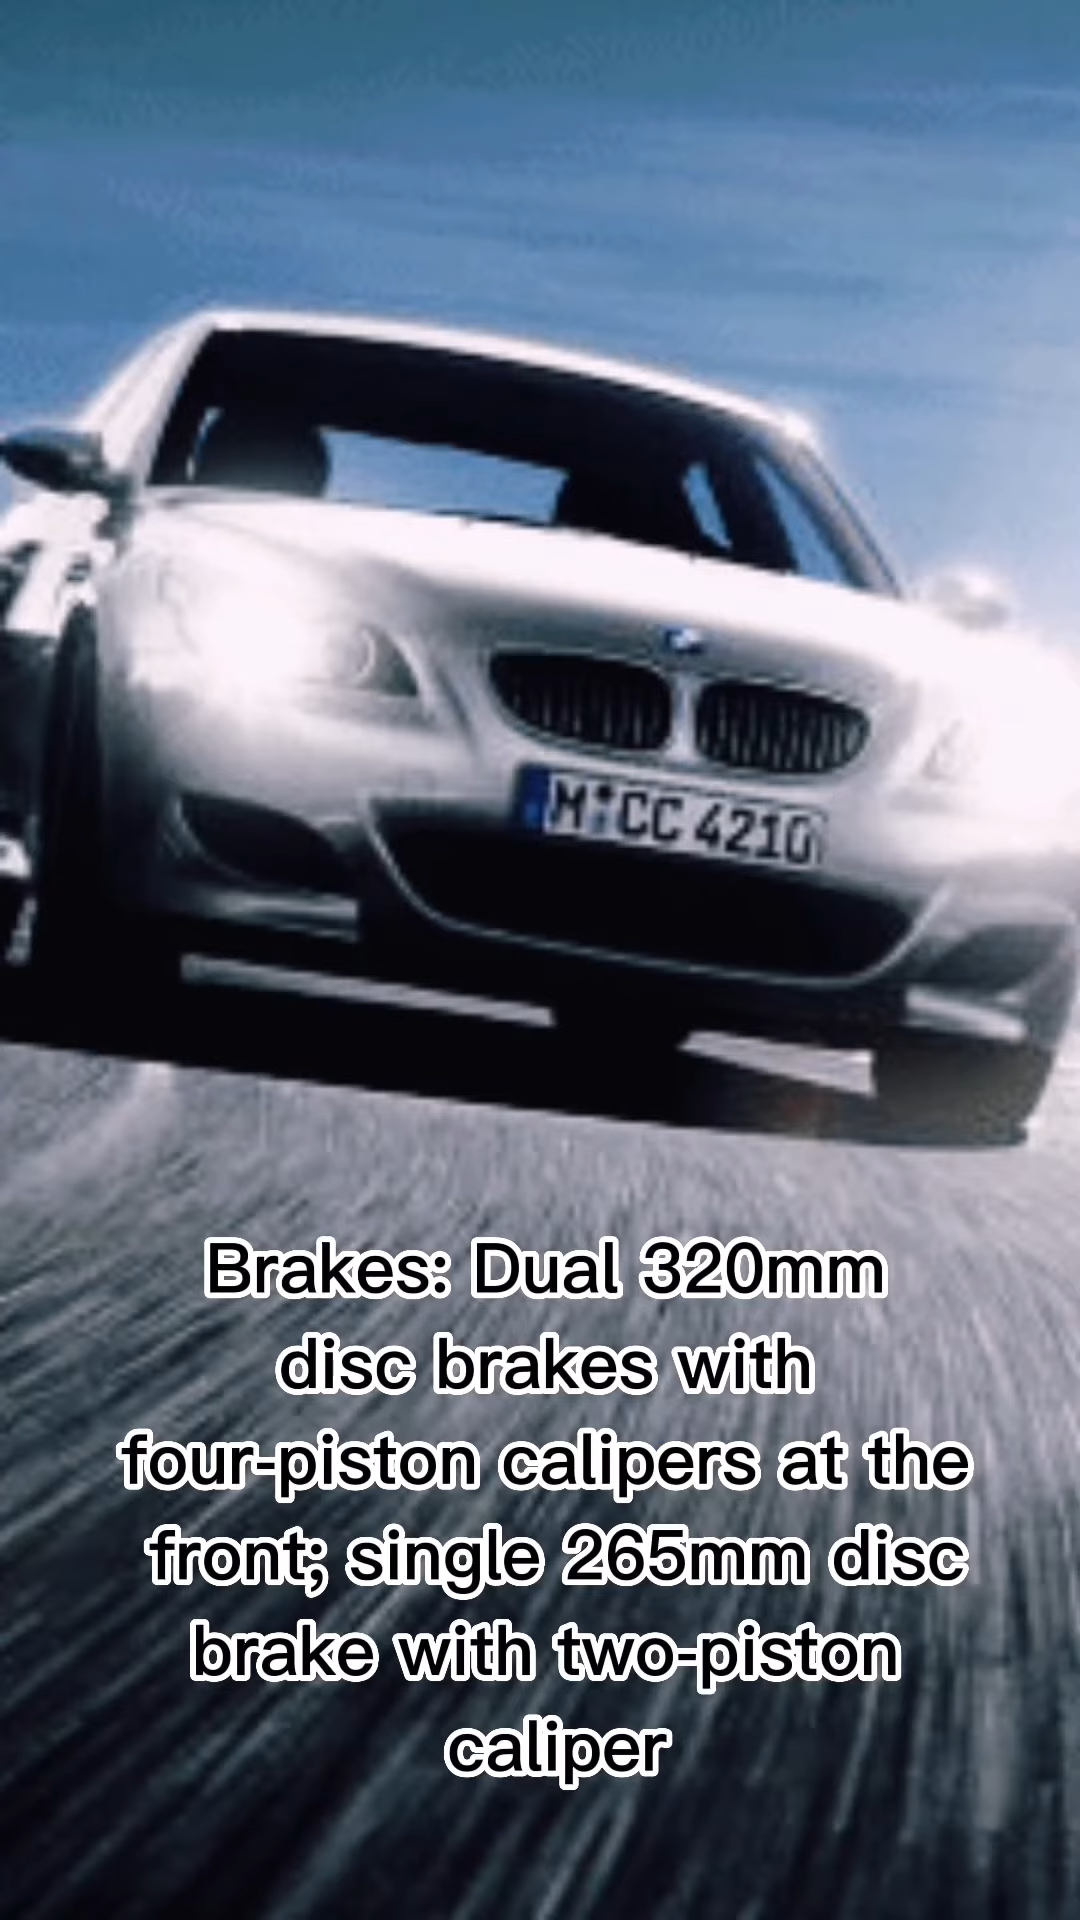 M CC 4210
Brakes: Dual 320mm
disc brakes with
four-piston calipers at the
front; single 265mm disc
brake with two-piston
caliper